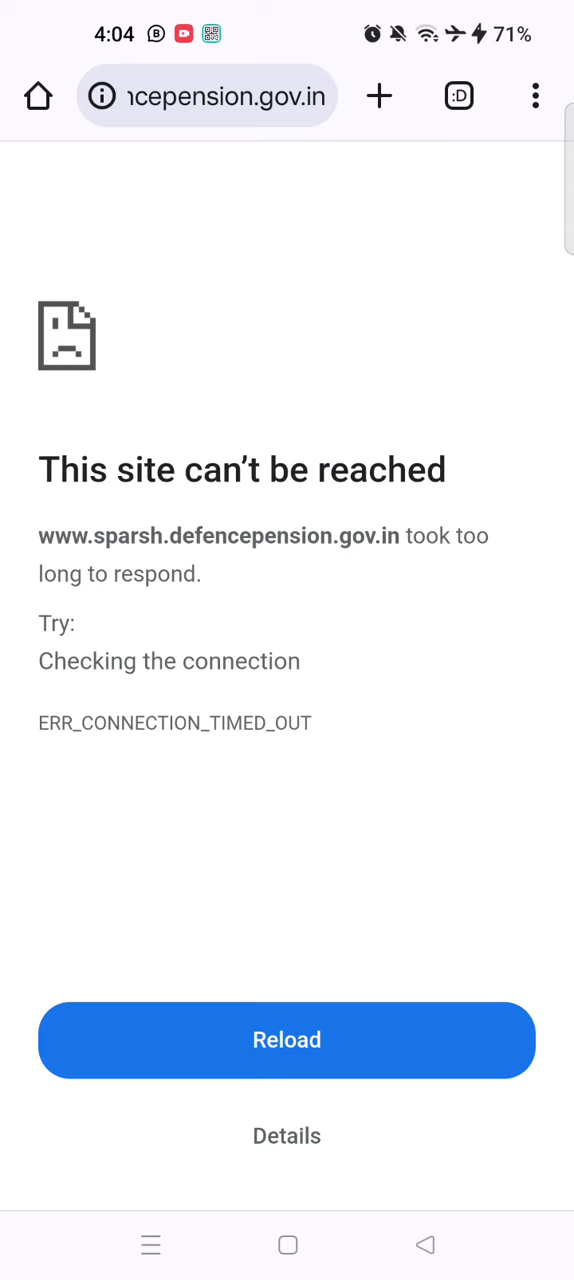 4:04 71%
ncepension.gov.in :D
This site can’t be reached
www.sparsh.defencepension.gov.in took too
long to respond.
Try:
Checking the connection
ERR_CONNECTION_TIMED_OUT
Reload
Details